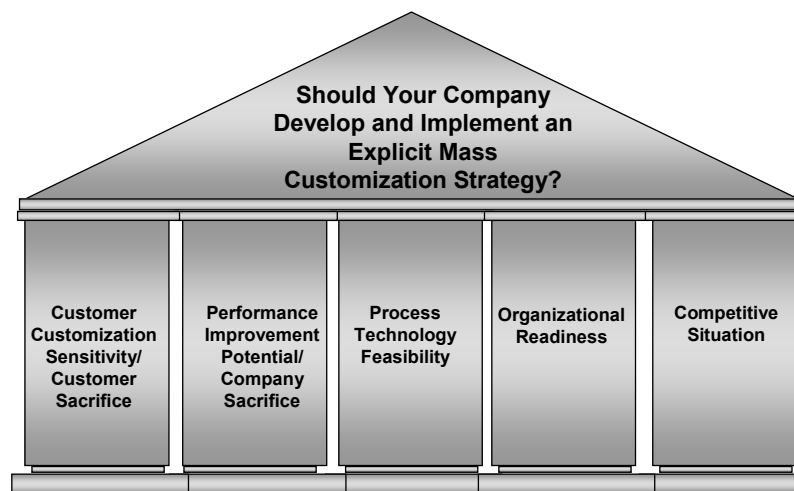 Should Your Company
Develop and Implement an
Explicit Mass
Customization Strategy?
Customer
Customization
Sensitivity/
Customer
Sacrifice
Performance
Improvement
Potential/
Company
Sacrifice
Process
Technology
Feasibility
Organizational
Readiness
Competitive
Situation